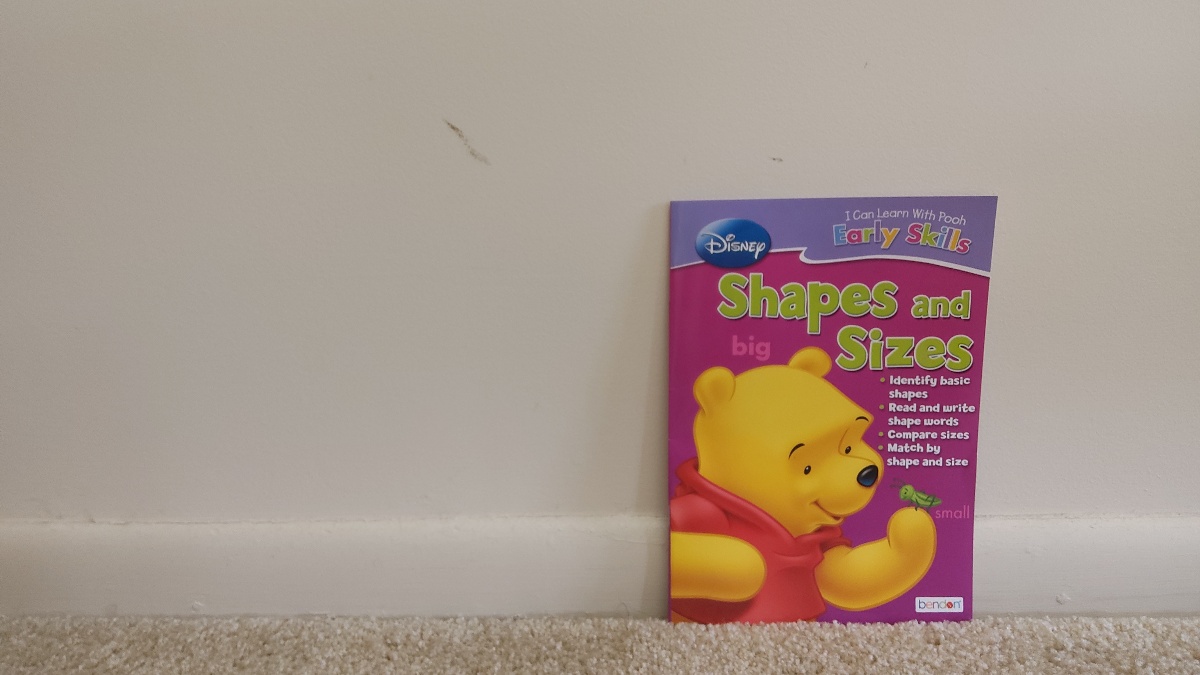 Disney
I Can Learn With Pooh
Early Skills
Shapes and
Sizes
big
• Identify basic
shapes
• Read and write
shape words
• Compare sizes
• Match by
shape and size
small
bendon